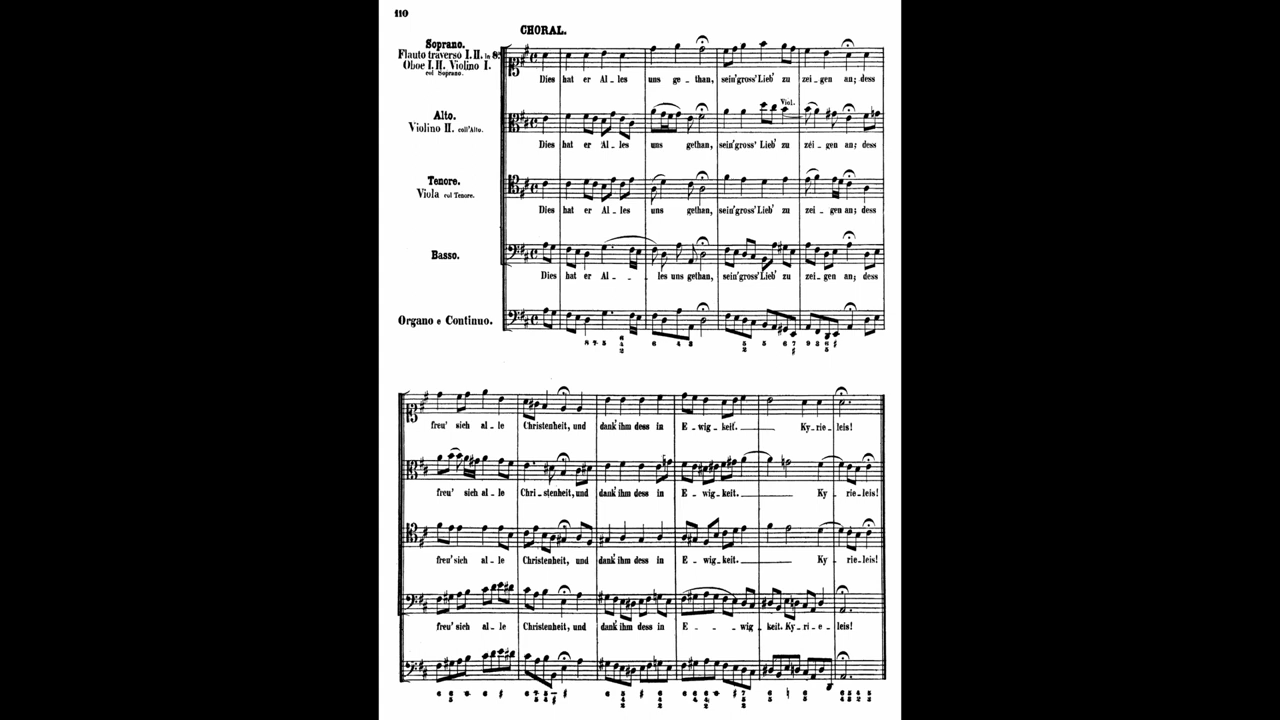 110
CHORAL.
Soprano.
Flauto traverso I. II. in 8.
Oboe I. II. Violino I.
col Soprano.
Dies hat er Al - les uns ge - than, sein' gross' Lieb' zu zei - gen an; dess
Alto.
Violino II. coll'Alto.
Viol.
Dies hat er Al - les uns gethan, sein' gross' Lieb' zu zei - gen an; dess
Tenore.
Viola col Tenore.
Dies hat er Al - les uns gethan, sein' gross' Lieb' zu zei - gen an; dess
Basso.
Dies hat er Al - - les uns gethan, sein' gross' Lieb' zu zei - gen an; dess
Organo e Continuo.
freu' sich al - le Christenheit, und dank' ihm dess in E - wig - keit. Ky - rie - leis!
freu' sich al - le Chri - stenheit, und dank' ihm dess in E - wig - keit. Ky - rie - leis!
freu' sich al - le Christenheit, und dank' ihm dess in E - wig - keit. Ky - rie - leis!
freu' sich al - le Christenheit, und dank' ihm dess in E - - - wig - keit. Ky - ri - e - leis!